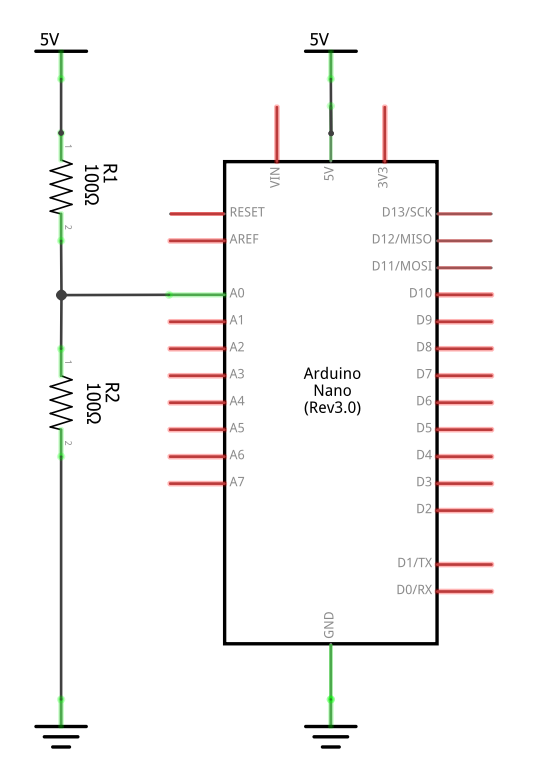 5V
5V
VIN
5V
3V3
1
R1
100Ω
2
RESET
AREF
A0
A1
A2
A3
A4
A5
A6
A7
D13/SCK
D12/MISO
D11/MOSI
D10
D9
D8
D7
D6
D5
D4
D3
D2
D1/TX
D0/RX
Arduino
Nano
(Rev3.0)
1
R2
100Ω
2
GND